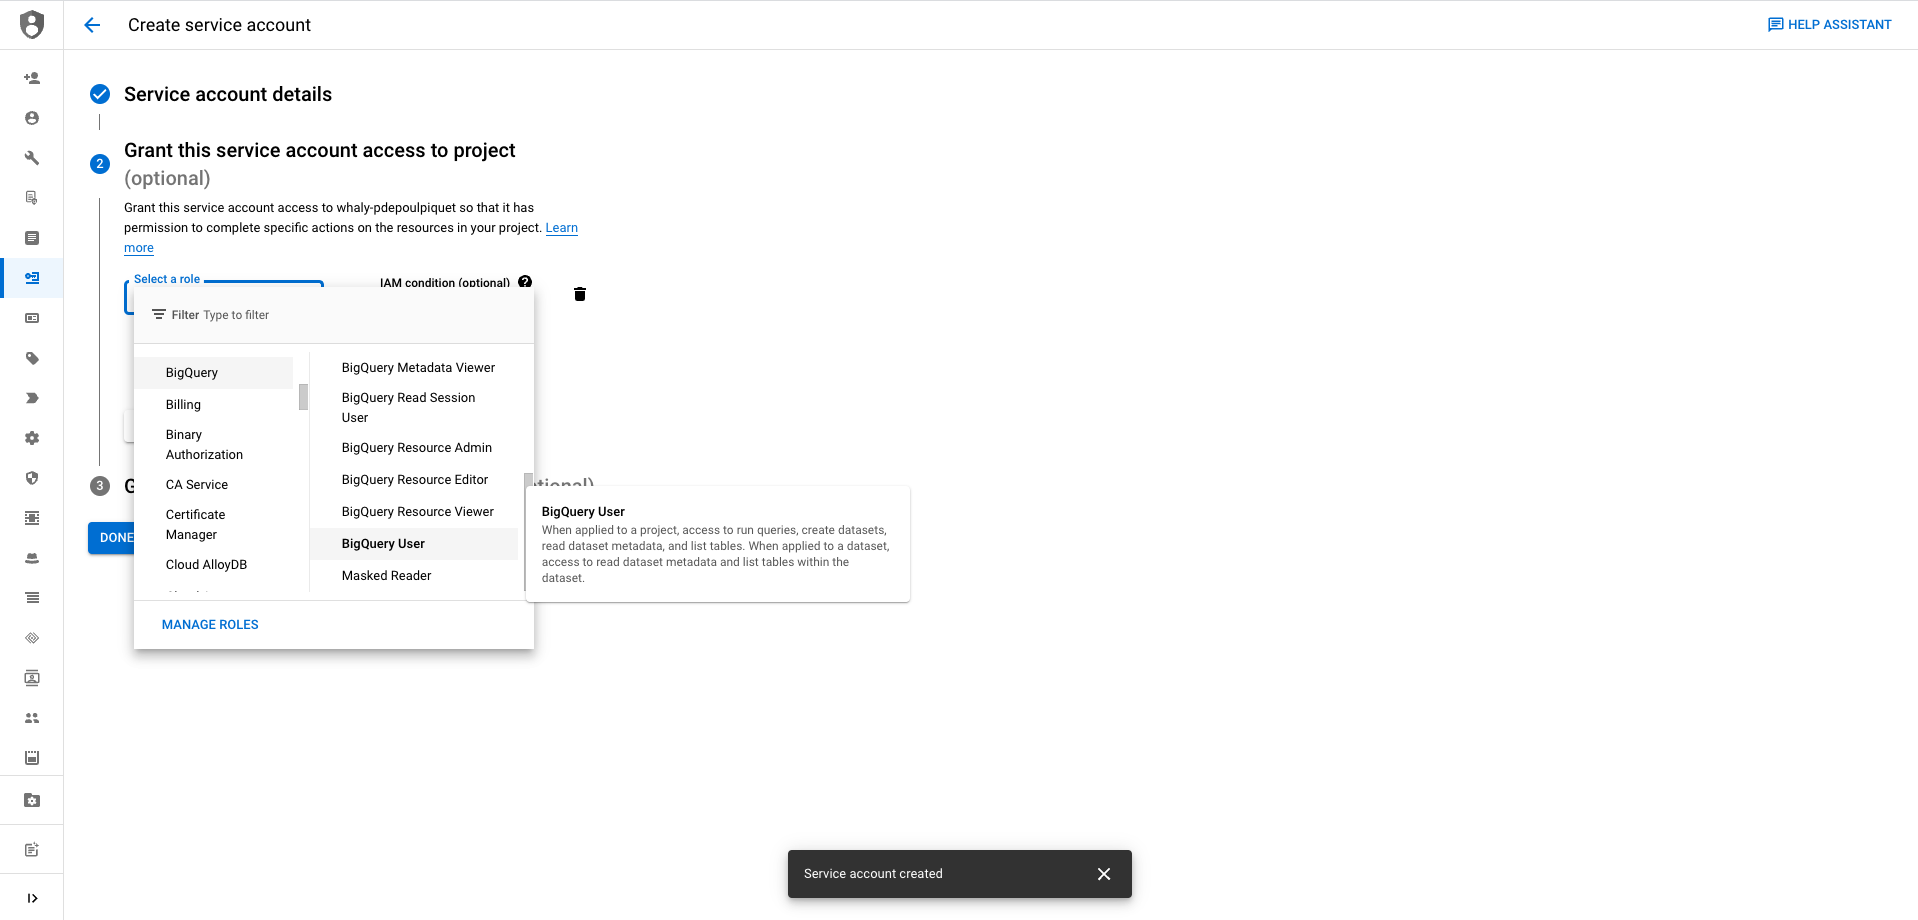 Create service account
HELP ASSISTANT
Service account details
2
Grant this service account access to project
(optional)
Grant this service account access to whaly-pdepoulpiquet so that it has
permission to complete specific actions on the resources in your project. Learn
more
Select a role
IAM condition (optional)
Filter Type to filter
BigQuery
Billing
Binary
Authorization
CA Service
Certificate
Manager
Cloud AlloyDB
BigQuery Metadata Viewer
BigQuery Read Session
User
BigQuery Resource Admin
BigQuery Resource Editor
BigQuery Resource Viewer
BigQuery User
Masked Reader
MANAGE ROLES
3
G
tional)
DONE
BigQuery User
When applied to a project, access to run queries, create datasets,
read dataset metadata, and list tables. When applied to a dataset,
access to read dataset metadata and list tables within the
dataset.
Service account created